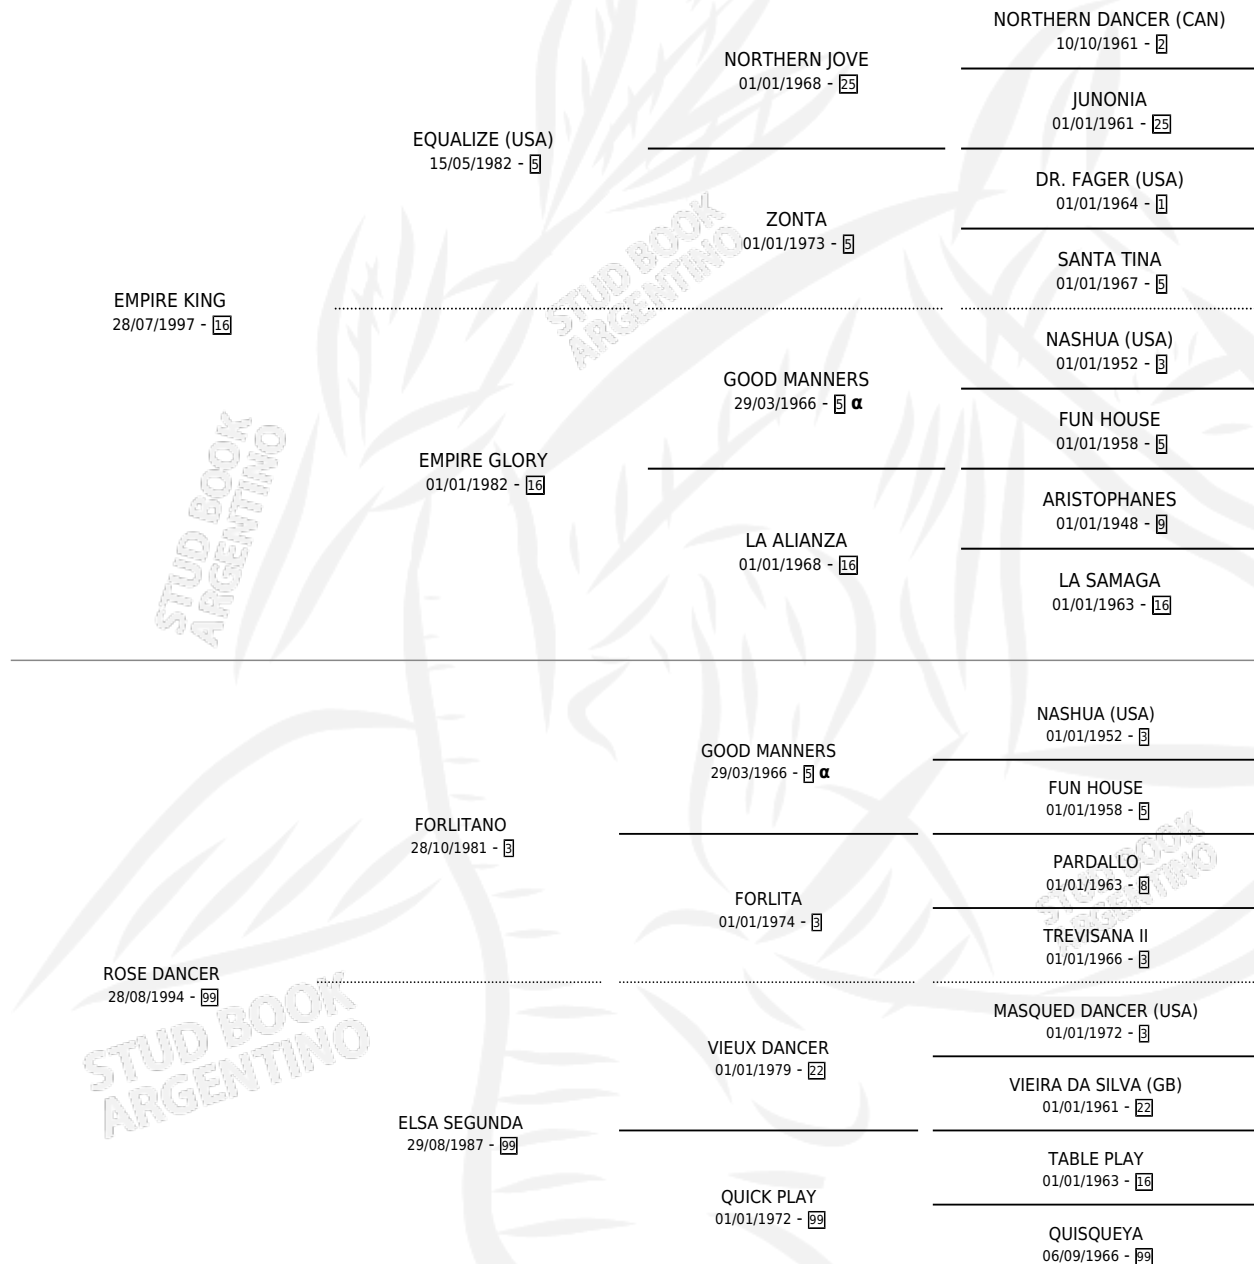 NORTHERN DANCER (CAN)
10/10/1961 - 2
NORTHERN JOVE
01/01/1968 - 25
JUNONIA
01/01/1961 - 25
EQUALIZE (USA)
15/05/1982 - 5
DR. FAGER (USA)
01/01/1964 - 1
ZONTA
01/01/1973 - 5
SANTA TINA
01/01/1967 - 5
EMPIRE KING
28/07/1997 - 16
NASHUA (USA)
01/01/1952 - 3
GOOD MANNERS
29/03/1966 - 5 α
FUN HOUSE
01/01/1958 - 5
EMPIRE GLORY
01/01/1982 - 16
ARISTOPHANES
01/01/1948 - 9
LA ALIANZA
01/01/1968 - 16
LA SAMAGA
01/01/1963 - 16
NASHUA (USA)
01/01/1952 - 3
GOOD MANNERS
29/03/1966 - 5 α
FUN HOUSE
01/01/1958 - 5
FORLITANO
28/10/1981 - 3
PARDALLO
01/01/1963 - 8
FORLITA
01/01/1974 - 3
TREVISANA II
01/01/1966 - 3
ROSE DANCER
28/08/1994 - 99
MASQUED DANCER (USA)
01/01/1972 - 3
VIEUX DANCER
01/01/1979 - 22
VIEIRA DA SILVA (GB)
01/01/1961 - 22
ELSA SEGUNDA
29/08/1987 - 99
TABLE PLAY
01/01/1963 - 16
QUICK PLAY
01/01/1972 - 99
QUISQUEYA
06/09/1966 - 99
STUD BOOK
ARGENTINO
STUD BOOK
ARGENTINO
STUD BOOK
ARGENTINO
STUD BOOK
ARGENTINO